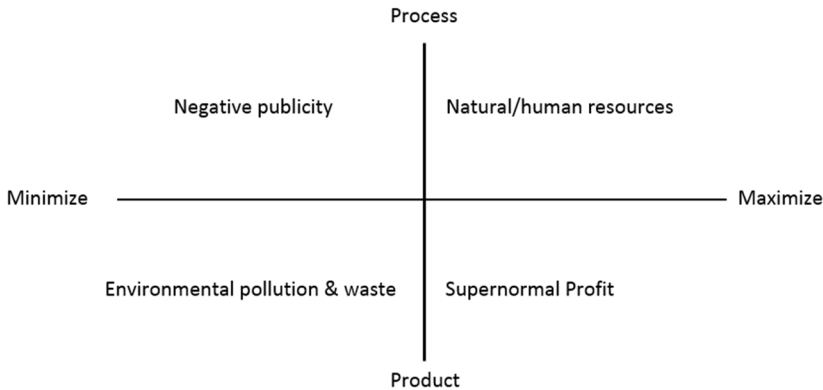 Process
Negative publicity
Natural/human resources
Minimize
Maximize
Environmental pollution & waste
Supernormal Profit
Product